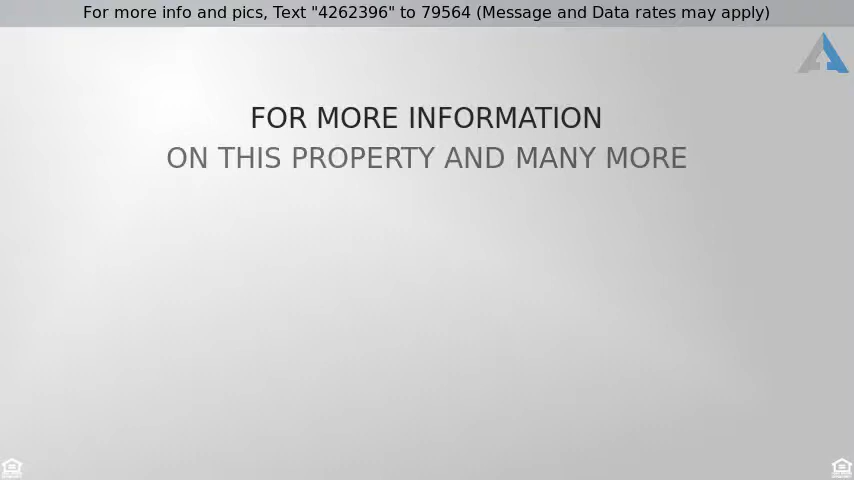 For more info and pics, Text "4262396" to 79564 (Message and Data rates may apply)
FOR MORE INFORMATION
ON THIS PROPERTY AND MANY MORE